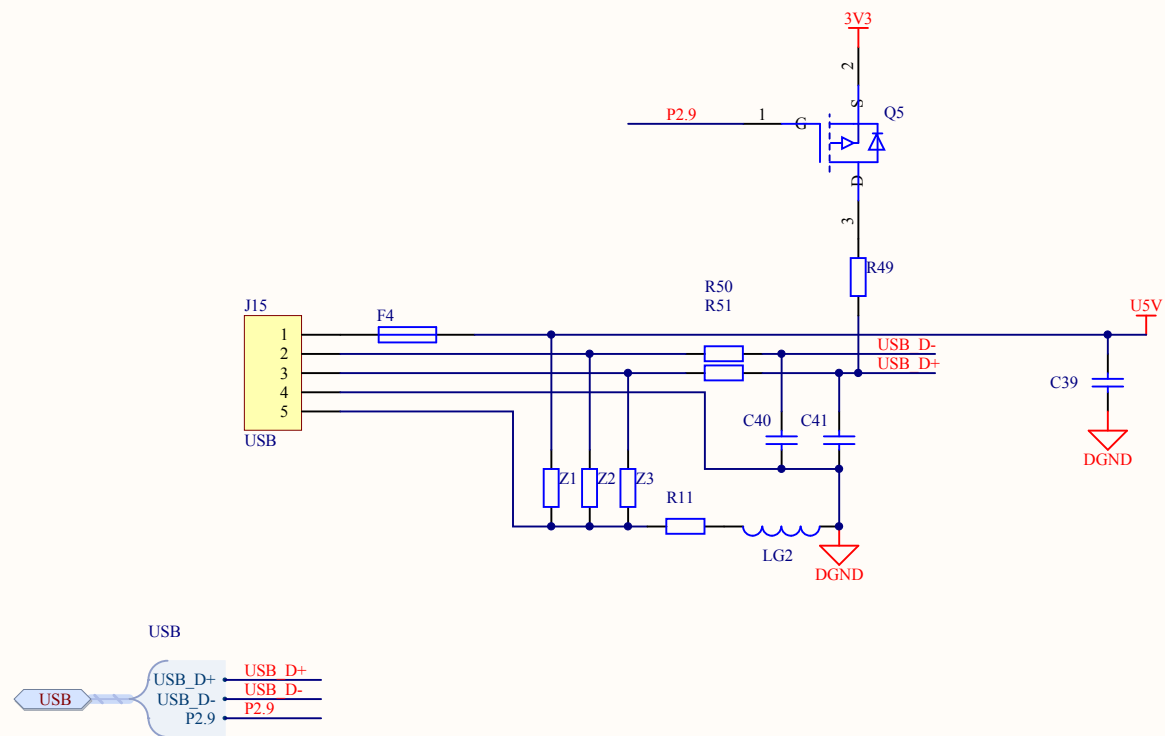 3V3
2
S
P2.9
1
G
Q5
D
3
R49
R50
R51
J15
F4
U5V
1
2
USB_D-
3
USB_D+
4
C39
5
C40
C41
USB
DGND
Z1
Z2
Z3
R11
LG2
DGND
USB
USB_D+
USB_D+
USB
USB_D-
USB_D-
P2.9
P2.9